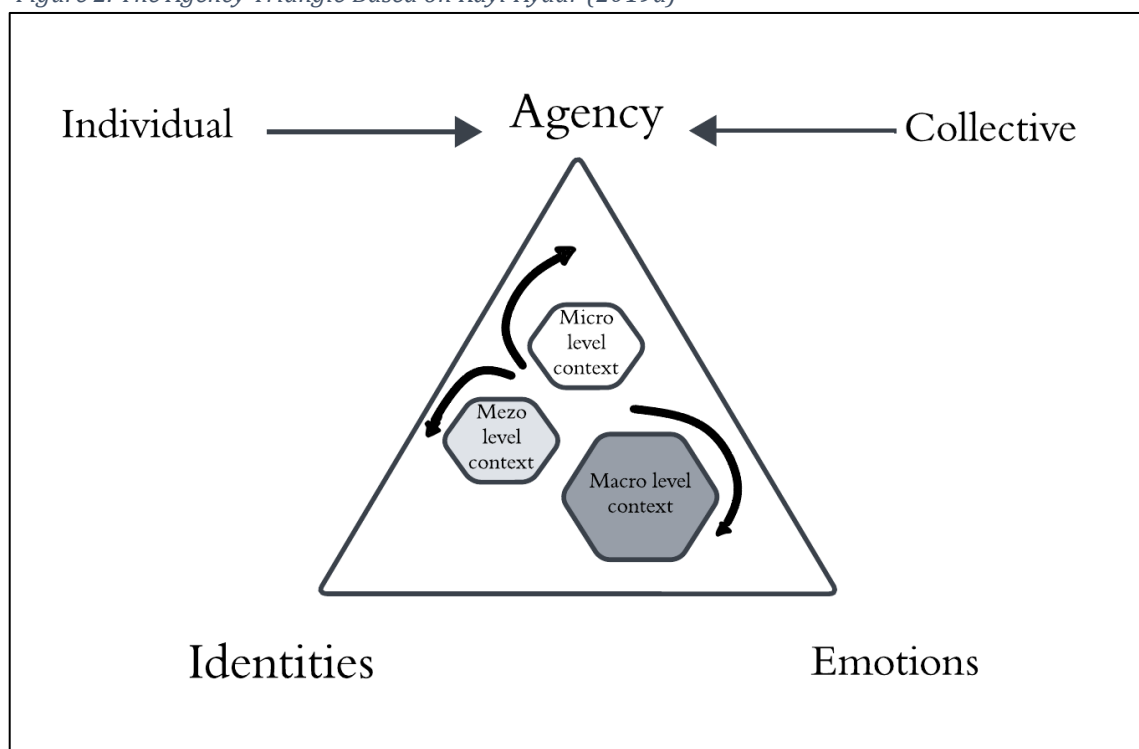 Individual
Agency
Collective
Micro
level
context
Mezo
level
context
Macro level
context
Identities
Emotions